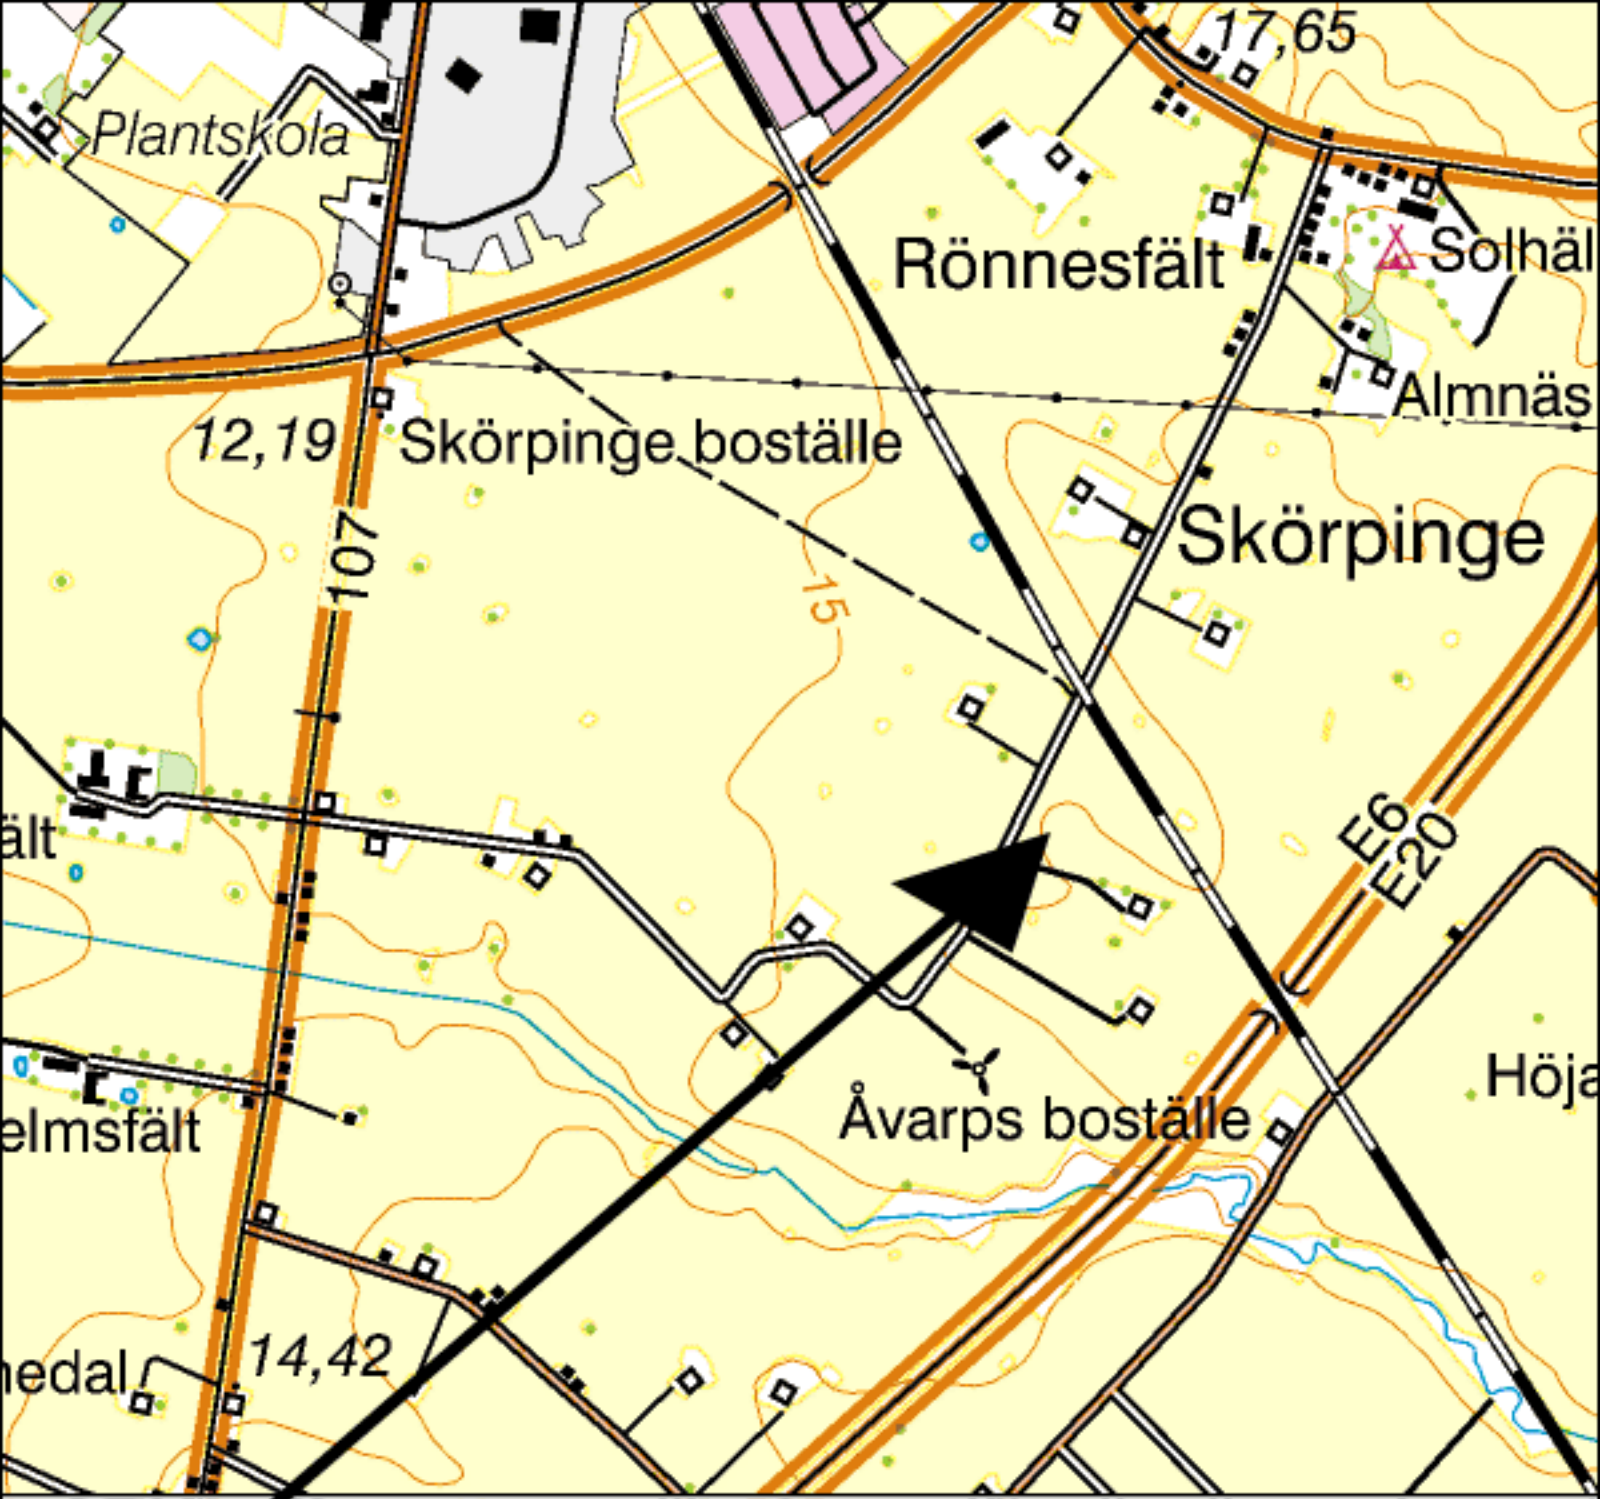 17,65
Plantskola
Rönnesfält
Solhäl
Almnäs
12,19
Skörpinge boställe
107
Skörpinge
15
E6
E20
ält
Höja
Åvarps boställe
elmsfält
14,42
nedal